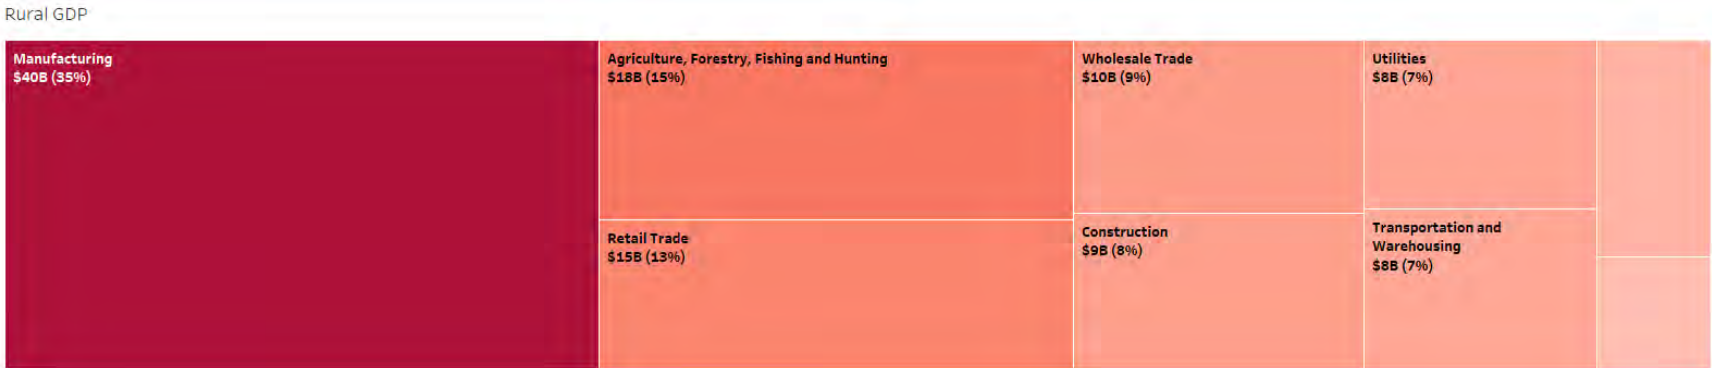 Rural GDP
Manufacturing
$40B (35%)
Agriculture, Forestry, Fishing and Hunting
$18B (15%)
Retail Trade
$15B (13%)
Wholesale Trade
$10B (9%)
Construction
$9B (8%)
Utilities
$8B (7%)
Transportation and
Warehousing
$8B (7%)